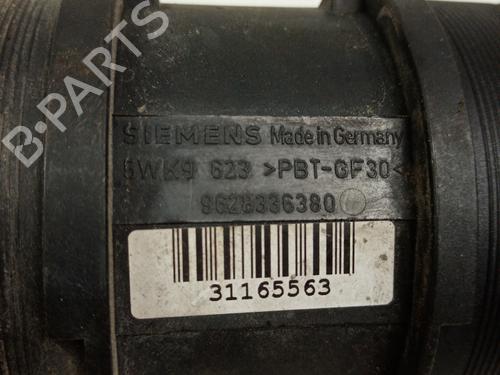 B-PARTS
SIEMENS Made in Germany
5WK9 623 >PBT-GF30<
9628336380
31165563